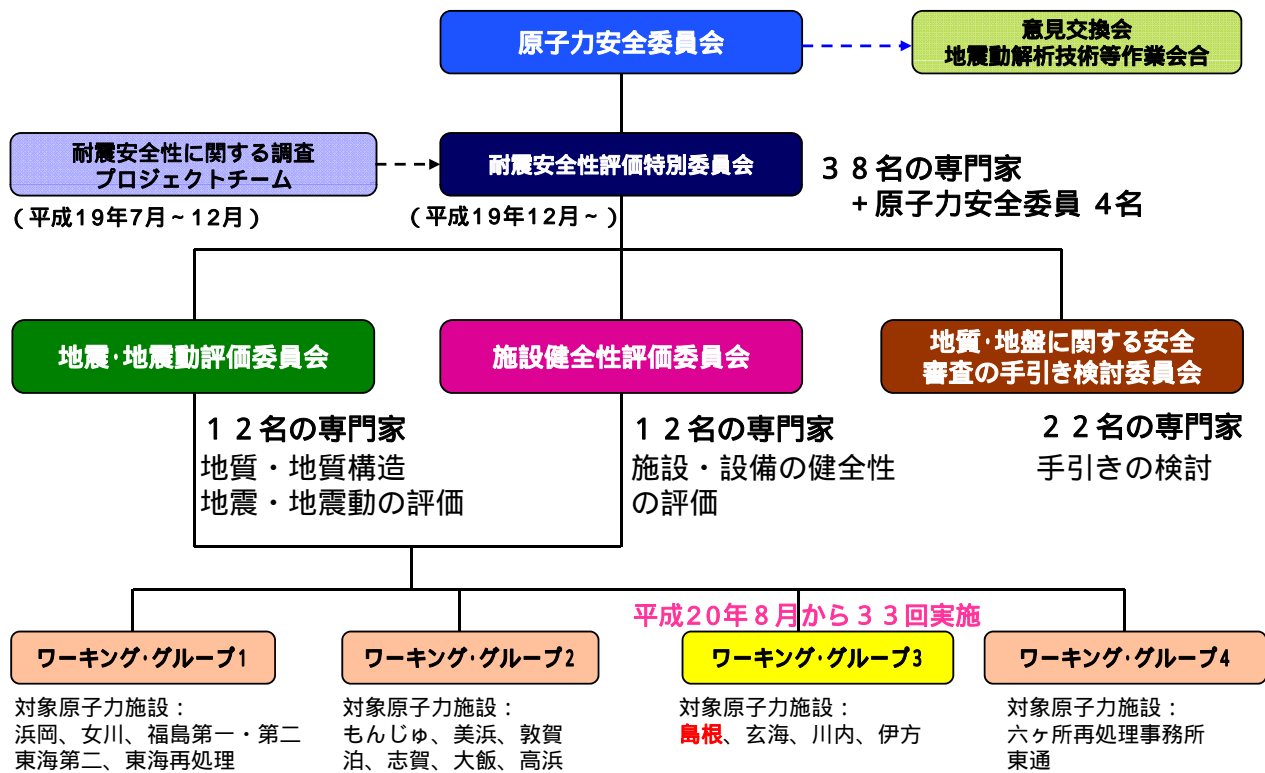 原子力安全委員会
意見交換会
地震動解析技術等作業会合
耐震安全性に関する調査
プロジェクトチーム
(平成19年7月～12月)
耐震安全性評価特別委員会
(平成19年12月～)
３８名の専門家
+原子力安全委員 4名
地震･地震動評価委員会
施設健全性評価委員会
地質･地盤に関する安全
審査の手引き検討委員会
１２名の専門家
地質・地質構造
地震・地震動の評価
１２名の専門家
施設・設備の健全性
の評価
２２名の専門家
手引きの検討
平成20年８月から３３回実施
ワーキング･グループ1
対象原子力施設：
浜岡、女川、福島第一・第二
東海第二、東海再処理
ワーキング･グループ2
対象原子力施設：
もんじゅ、美浜、敦賀
泊、志賀、大飯、高浜
ワーキング･グループ3
対象原子力施設：
島根、玄海、川内、伊方
ワーキング･グループ4
対象原子力施設：
六ヶ所再処理事務所
東通